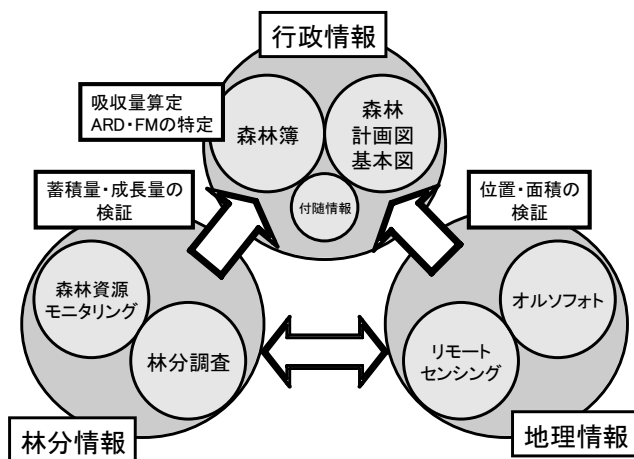 行政情報
吸収量算定
ARD・FMの特定
森林簿
森林
計画図
基本図
付随情報
蓄積量・成長量の
検証
位置・面積の
検証
森林資源
モニタリング
林分調査
オルソフォト
リモート
センシング
林分情報
地理情報